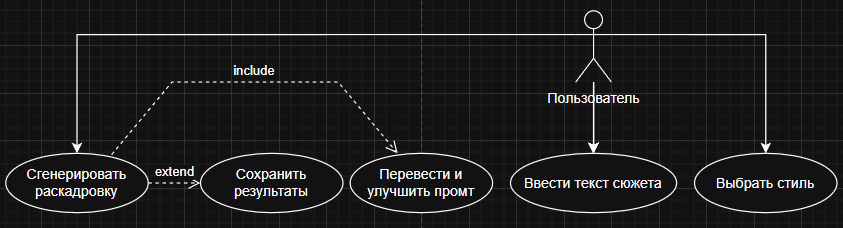 include
Пользователь
Сгенерировать
раскадровку
extend
Сохранить
результаты
Перевести и
улучшить промт
Ввести текст сюжета
Выбрать стиль